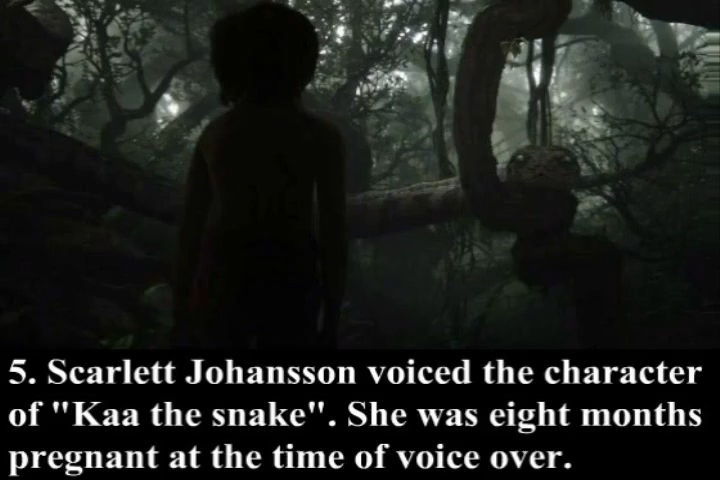 5. Scarlett Johansson voiced the character
of "Kaa the snake". She was eight months
pregnant at the time of voice over.